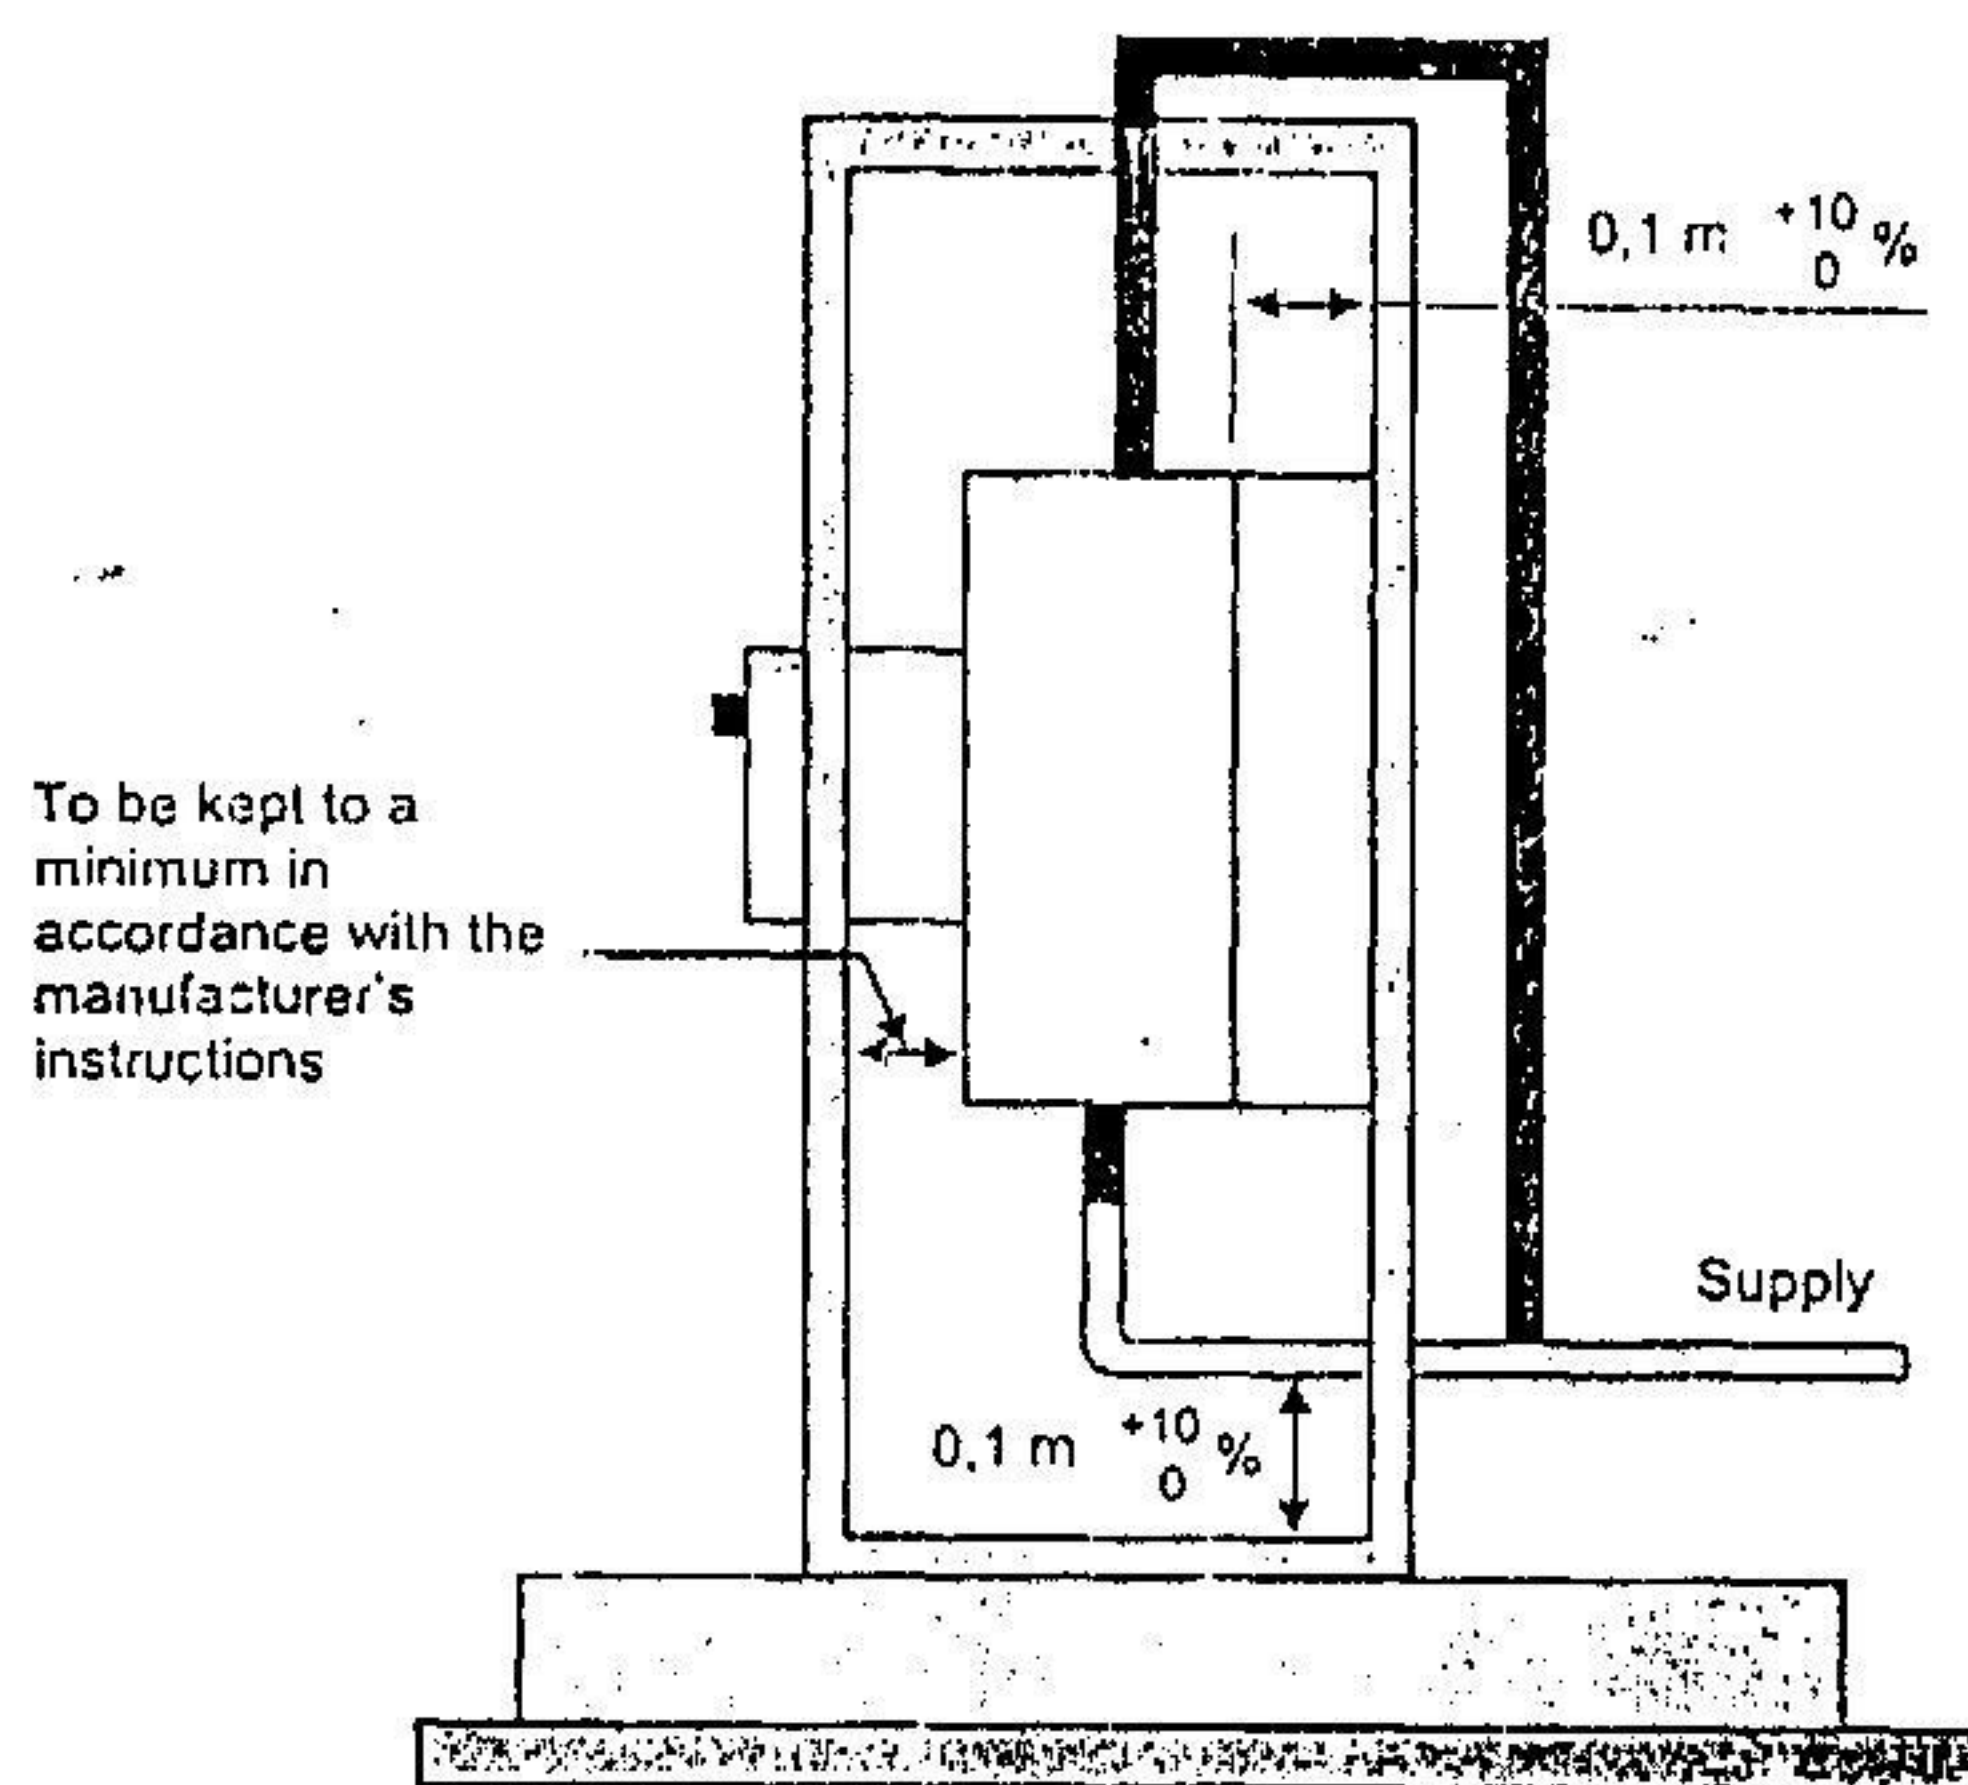 0,1 m +10 0 %
To be kept to a
minimum in
accordance with the
manufacturer's
instructions
Supply
0,1 m +10 0 %